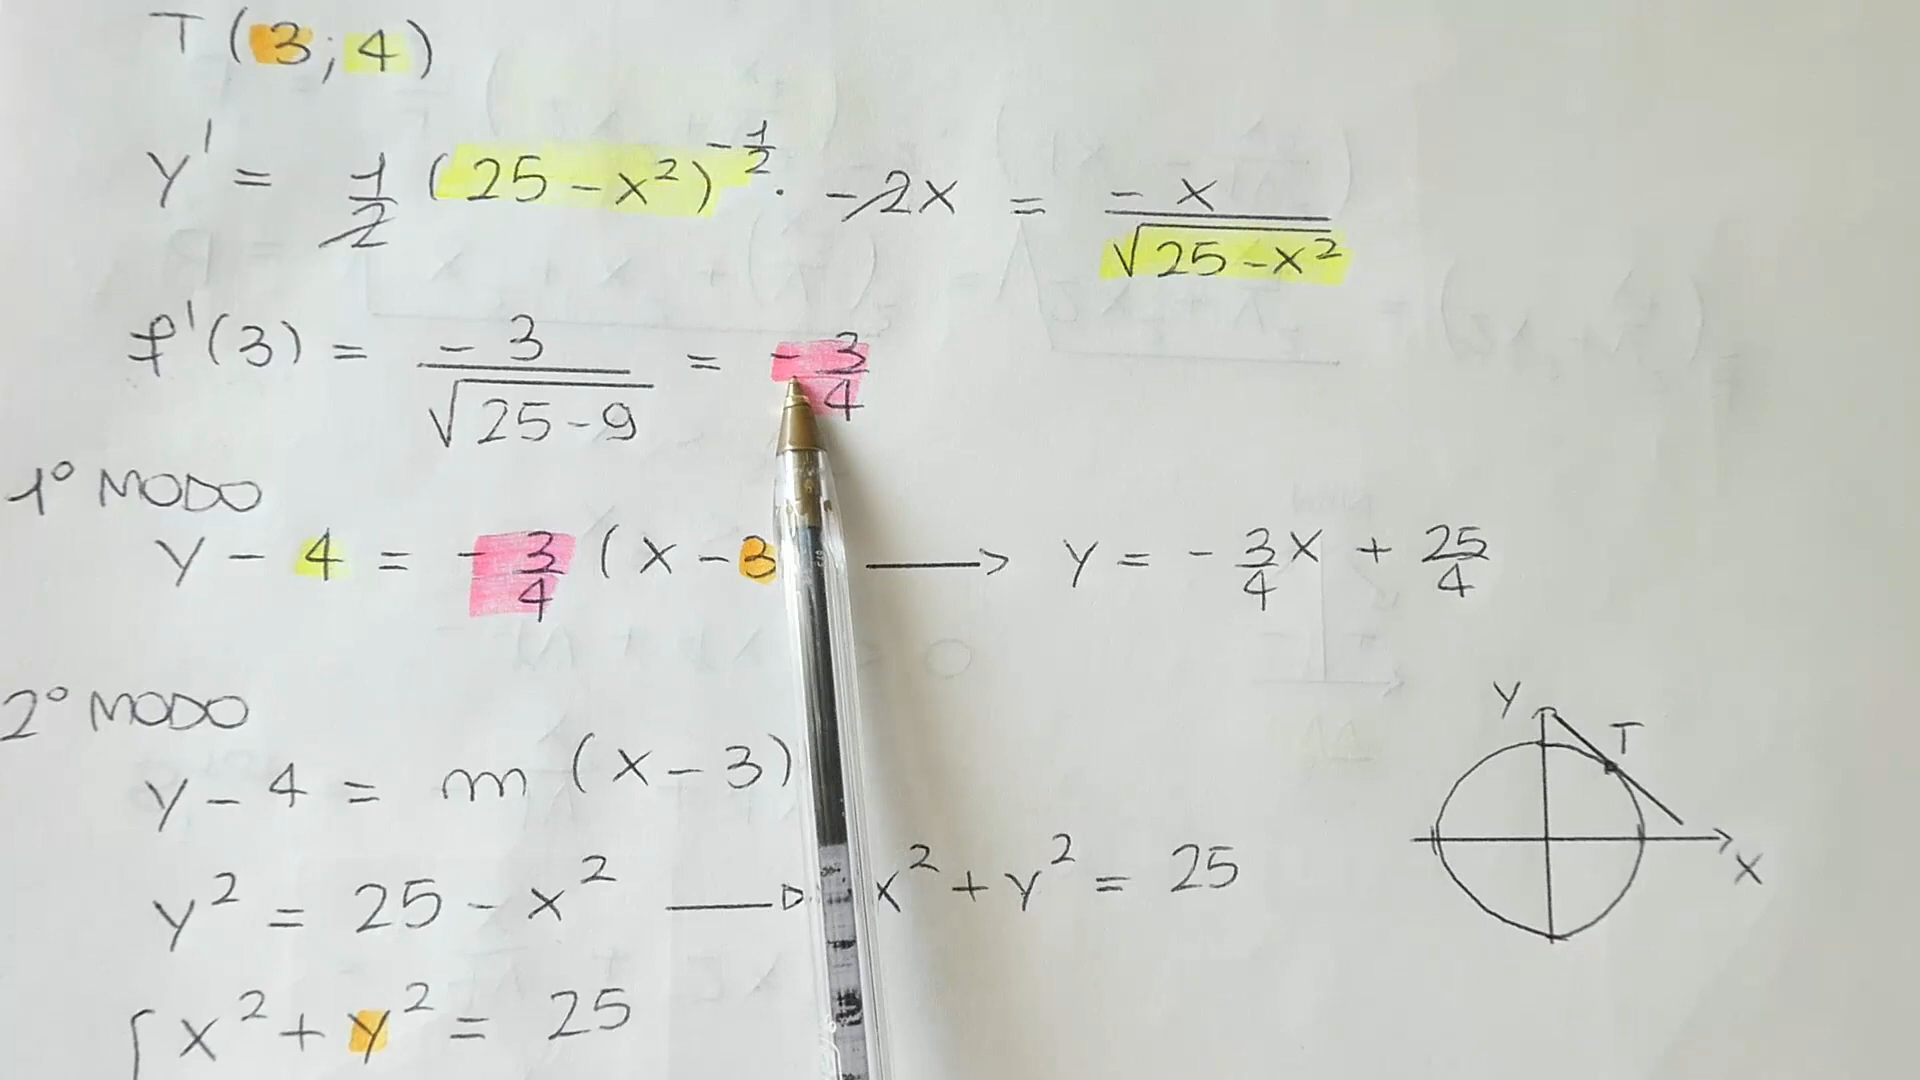 T (3; 4)
y' = 1/2 (25 - x²)^-1/2 · -2x = -x/√25-x²
f'(3) = -3/√25-9 = -3/4
1° MODO
y - 4 = -3/4 (x - 3 → y = -3/4x + 25/4
2° MODO
y - 4 = m (x - 3)
y² = 25 - x² → x² + y² = 25
{ x² + y² = 25
Y
T
X